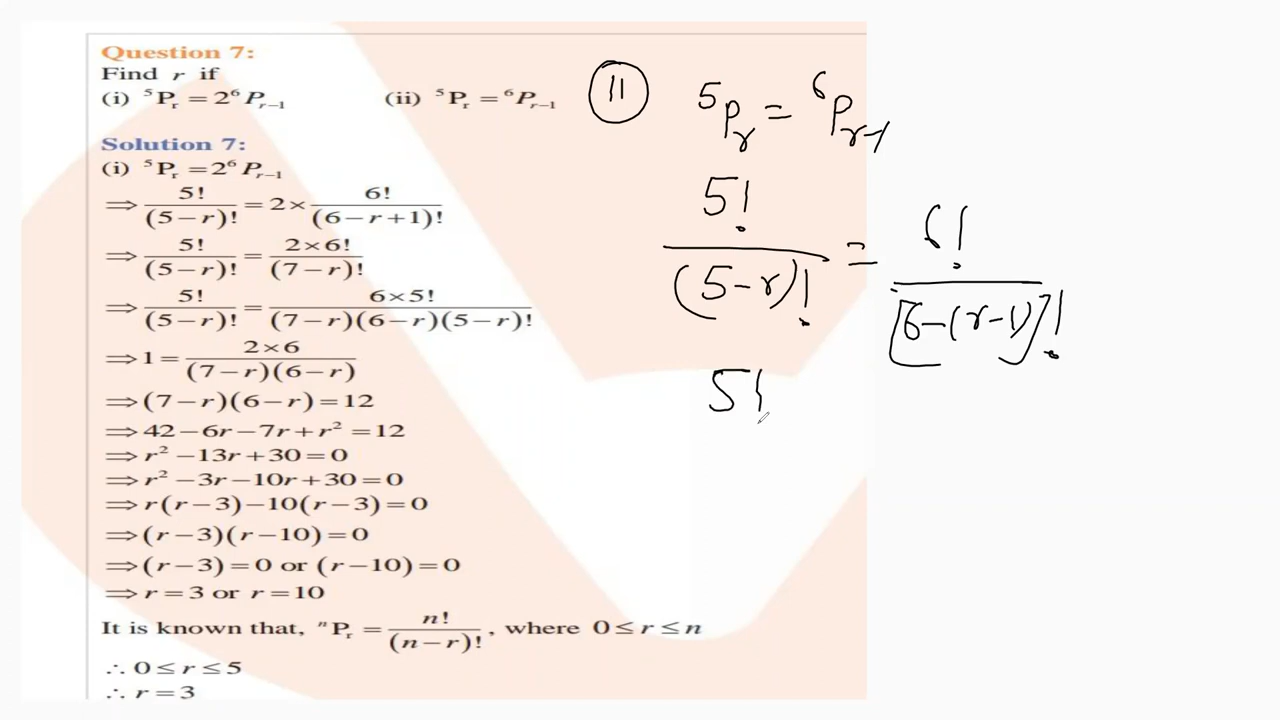 Question 7:
Find r if
(i) ⁵Pᵣ = 2⁶Pᵣ₋₁ (ii) ⁵Pᵣ = ⁶Pᵣ₋₁
Solution 7:
(i) ⁵Pᵣ = 2⁶Pᵣ₋₁
⇒ 5!/(5−r)! = 2× 6!/(6−r+1)!
⇒ 5!/(5−r)! = 2×6!/(7−r)!
⇒ 5!/(5−r)! = 6×5!/(7−r)(6−r)(5−r)!
⇒ 1 = 2×6/(7−r)(6−r)
⇒ (7−r)(6−r) = 12
⇒ 42−6r−7r+r² = 12
⇒ r²−13r+30 = 0
⇒ r²−3r−10r+30 = 0
⇒ r(r−3)−10(r−3) = 0
⇒ (r−3)(r−10) = 0
⇒ (r−3) = 0 or (r−10) = 0
⇒ r = 3 or r = 10
It is known that, ⁿPᵣ = n!/(n−r)!, where 0 ≤ r ≤ n
∴ 0 ≤ r ≤ 5
∴ r = 3
11 ⁵Pᵣ = ⁶Pᵣ₋₁
5!/(5−r)! = 6!/[6−(r−1)]!
5!